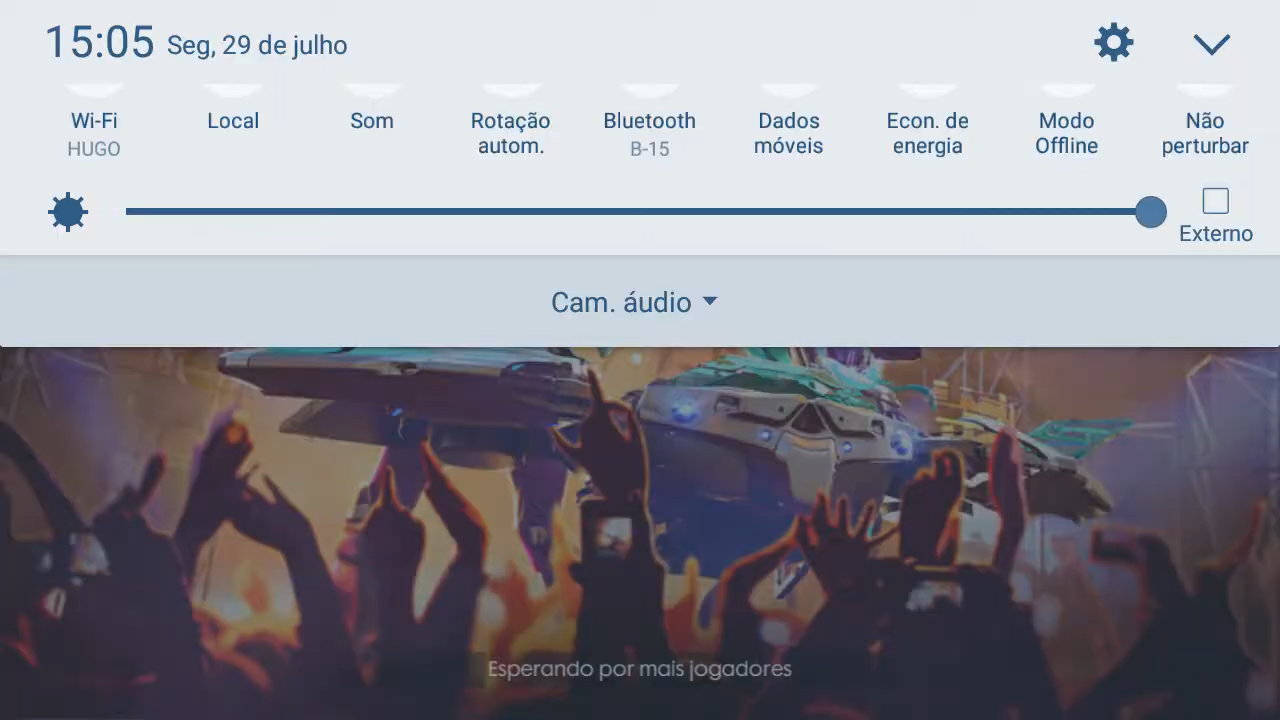 15:05 Seg, 29 de julho
Wi-Fi
HUGO
Local
Som
Rotação
autom.
Bluetooth
B-15
Dados
móveis
Econ. de
energia
Modo
Offline
Não
perturbar
Externo
Cam. áudio
Esperando por mais jogadores